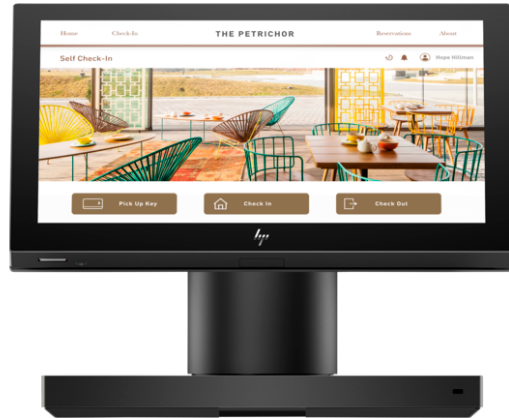 Home Check-In THE PETRICHOR Reservations About
Self Check-In Hope Hillman
Pick Up Key Check In Check Out
hp